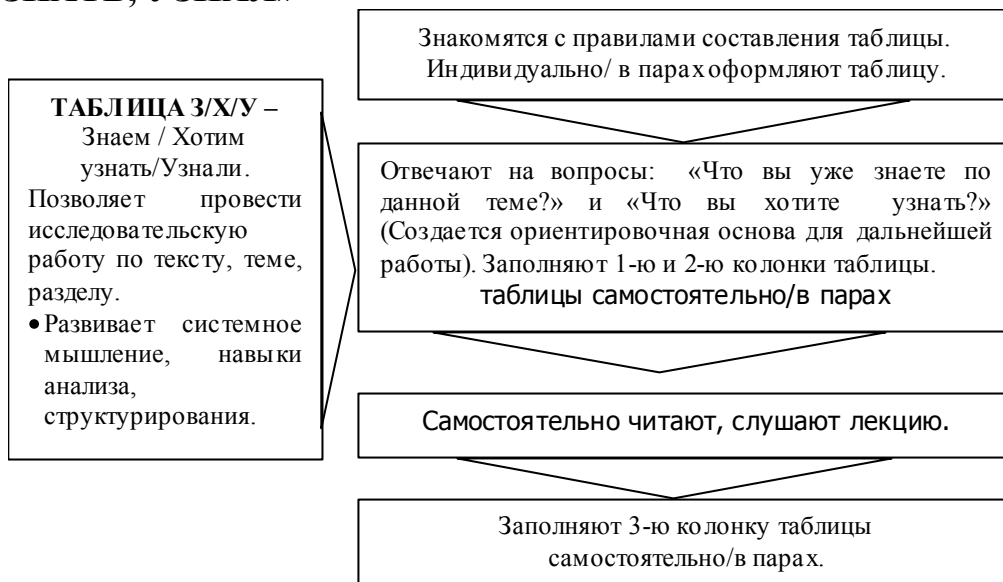 Знакомятся с правилами составления таблицы.
Индивидуально/ в парах оформляют таблицу.
ТАБЛИЦА З/Х/У –
Знаем / Хотим
узнать/Узнали.
Позволяет провести
исследовательскую
работу по тексту, теме,
разделу.
• Развивает системное
мышление, навыки
анализа,
структурирования.
Отвечают на вопросы: «Что вы уже знаете по
данной теме?» и «Что вы хотите узнать?»
(Создается ориентировочная основа для дальнейшей
работы). Заполняют 1-ю и 2-ю колонки таблицы.
таблицы самостоятельно/в парах
Самостоятельно читают, слушают лекцию.
Заполняют 3-ю колонку таблицы
самостоятельно/в парах.